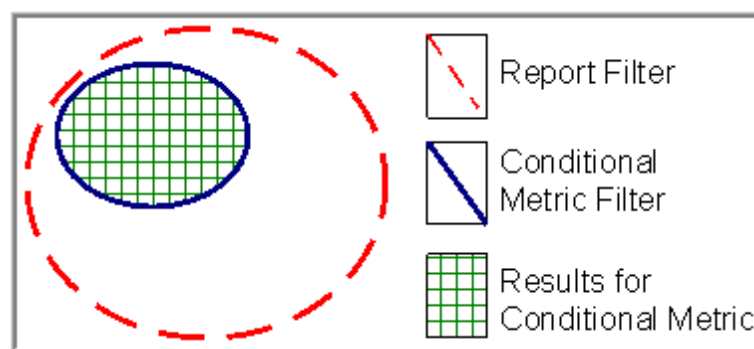 Report Filter
Conditional
Metric Filter
Results for
Conditional Metric